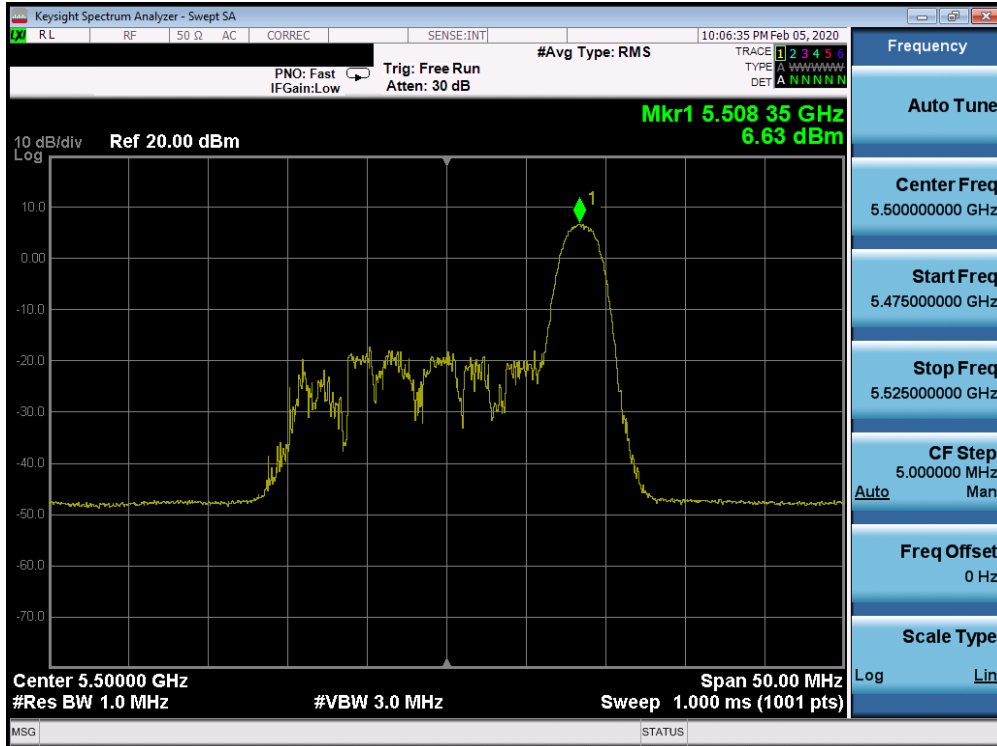 Keysight Spectrum Analyzer - Swept SA
LXI RL RF 50 Ω AC CORREC SENSE:INT 10:06:35 PM Feb 05, 2020
#Avg Type: RMS
TRACE 1 2 3 4 5 6
TYPE A WWWWW
DET A N N N N N
PNO: Fast
IFGain:Low
Trig: Free Run
Atten: 30 dB
Mkr1 5.508 35 GHz
6.63 dBm
10 dB/div Ref 20.00 dBm
Log
1
10.0
0.00
-10.0
-20.0
-30.0
-40.0
-50.0
-60.0
-70.0
Center 5.50000 GHz Span 50.00 MHz
#Res BW 1.0 MHz #VBW 3.0 MHz Sweep 1.000 ms (1001 pts)
MSG STATUS
Frequency
Auto Tune
Center Freq
5.500000000 GHz
Start Freq
5.475000000 GHz
Stop Freq
5.525000000 GHz
CF Step
5.000000 MHz
Auto Man
Freq Offset
0 Hz
Scale Type
Log Lin